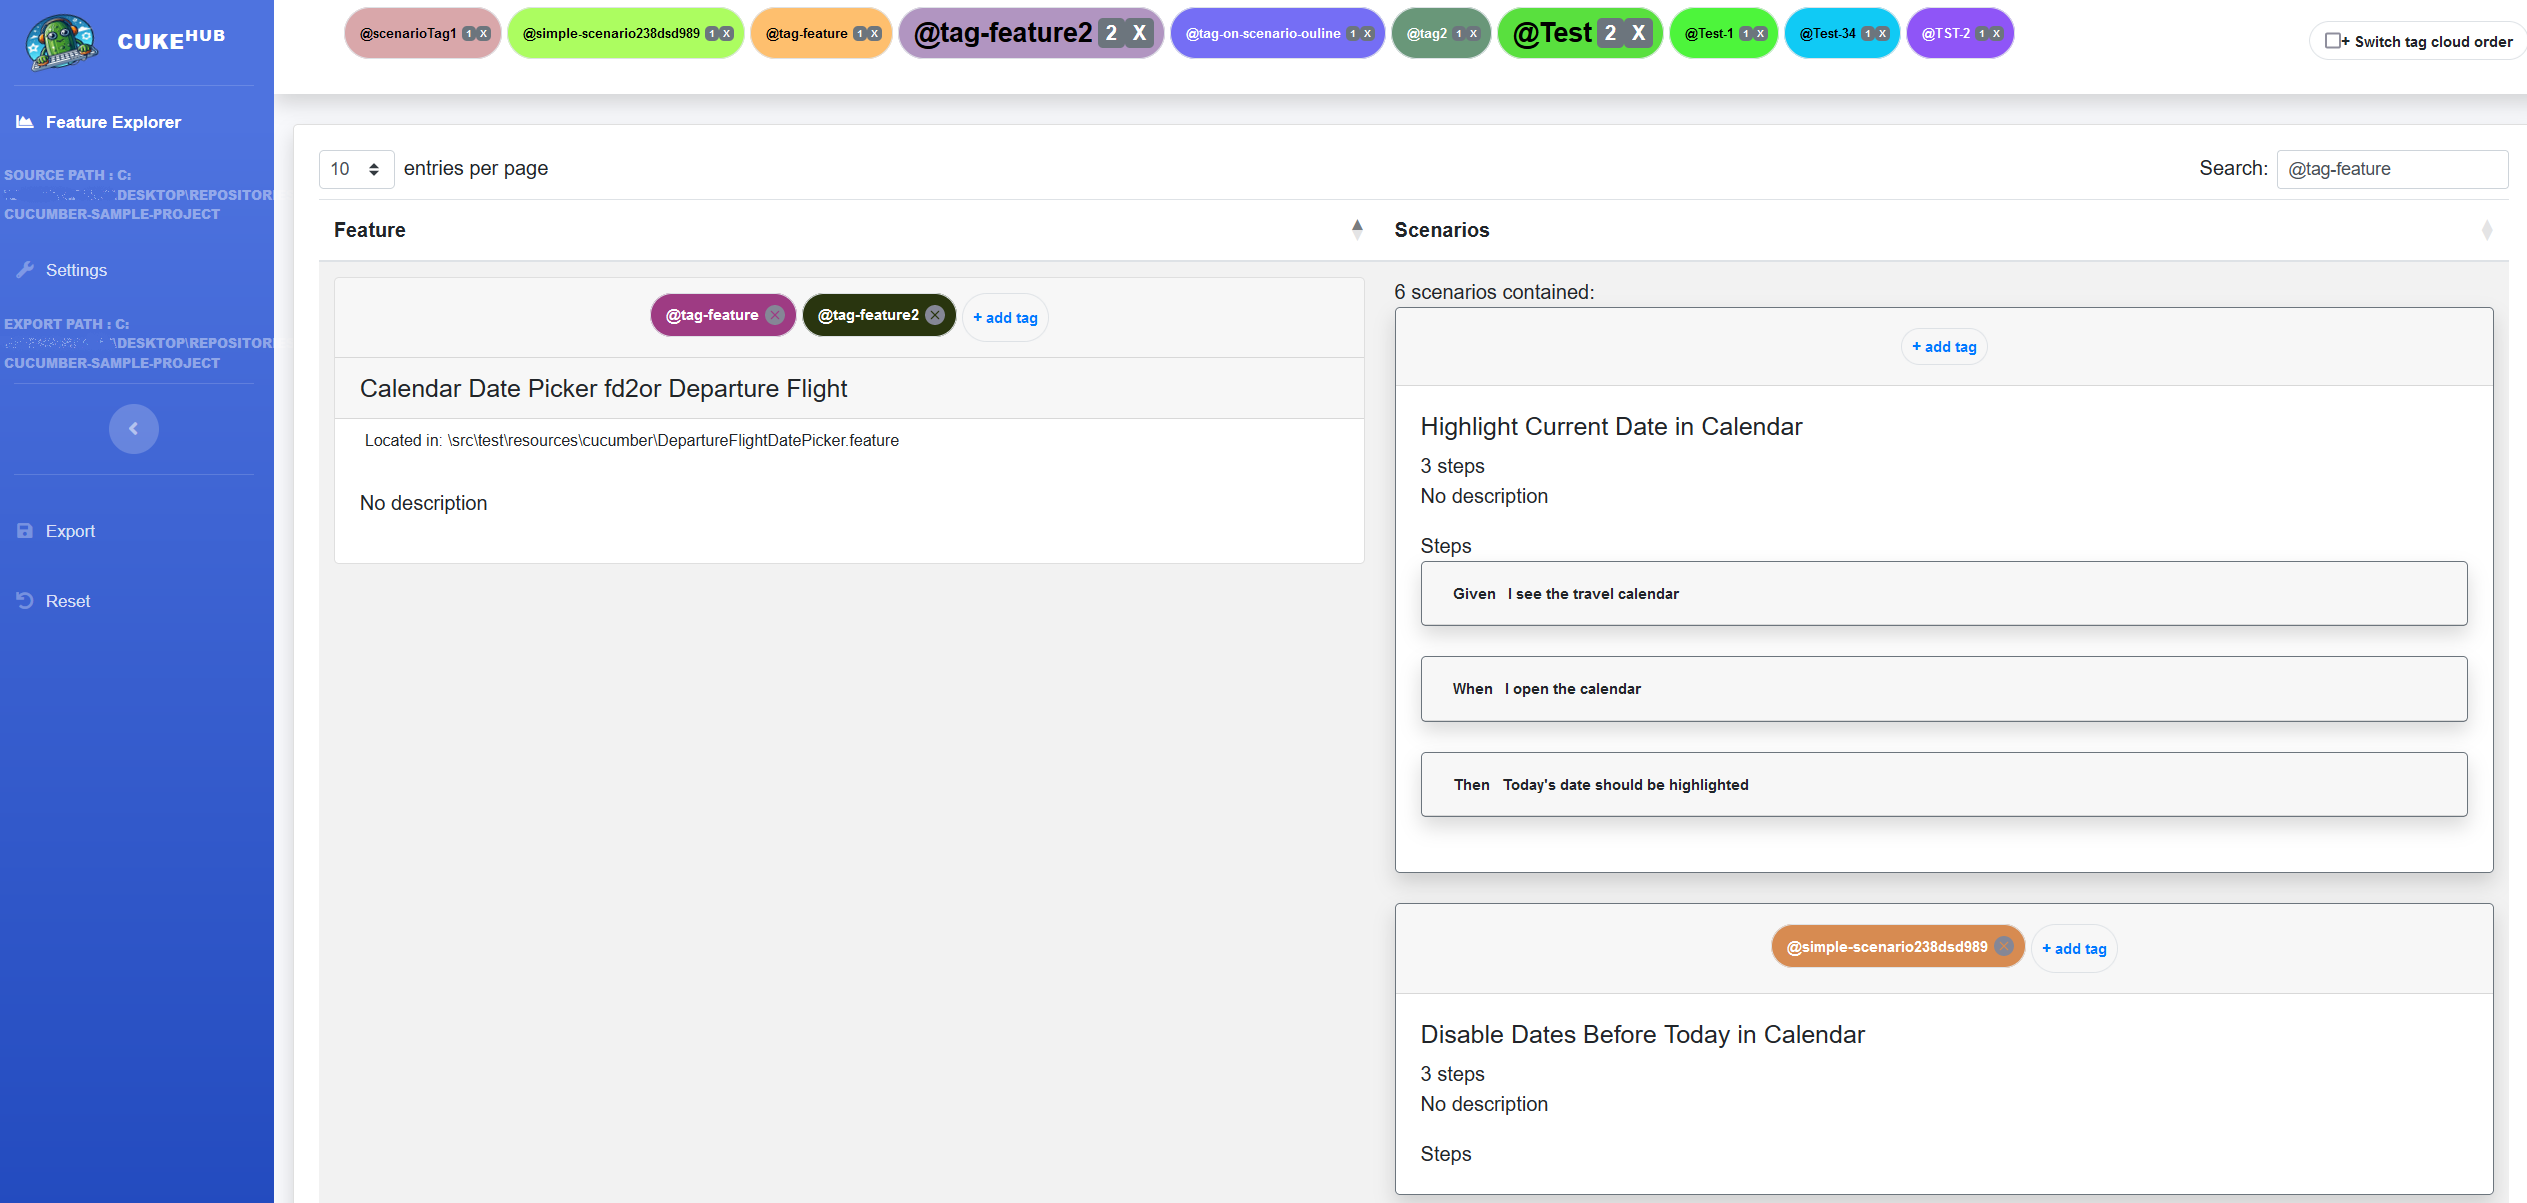 CUKEHUB
@scenarioTag1 1 X @simple-scenario238dsd989 1 X @tag-feature 1 X @tag-feature2 2 X @tag-on-scenario-ouline 1 X @tag2 1 X @Test 2 X @Test-1 1 X @Test-34 1 X @TST-2 1 X
+ Switch tag cloud order
Feature Explorer
SOURCE PATH : C:
\DESKTOP\REPOSITORI
CUCUMBER-SAMPLE-PROJECT
Settings
EXPORT PATH : C:
\DESKTOP\REPOSITORI
CUCUMBER-SAMPLE-PROJECT
Export
Reset
10 entries per page
Search: @tag-feature
Feature
Scenarios
@tag-feature @tag-feature2 + add tag
Calendar Date Picker fd2or Departure Flight
Located in: \src\test\resources\cucumber\DepartureFlightDatePicker.feature
No description
6 scenarios contained:
+ add tag
Highlight Current Date in Calendar
3 steps
No description
Steps
Given I see the travel calendar
When I open the calendar
Then Today's date should be highlighted
@simple-scenario238dsd989 + add tag
Disable Dates Before Today in Calendar
3 steps
No description
Steps